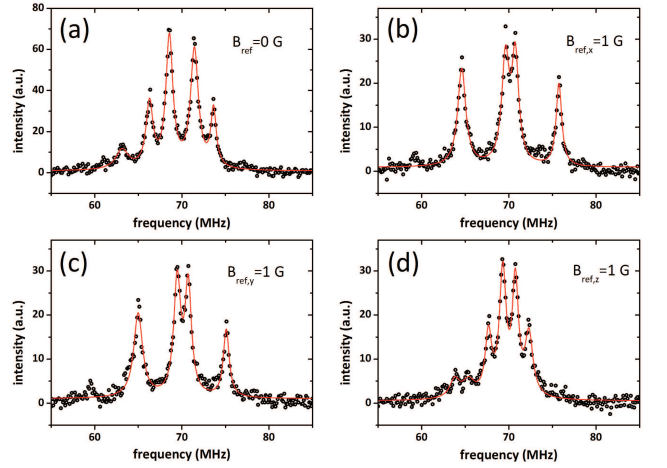 (a)
B_ref=0 G
intensity (a.u.)
80
60
40
20
0
60 70 80
frequency (MHz)
(b)
B_ref,x=1 G
intensity (a.u.)
30
20
10
0
60 70 80
frequency (MHz)
(c)
B_ref,y=1 G
intensity (a.u.)
30
20
10
0
60 70 80
frequency (MHz)
(d)
B_ref,z=1 G
intensity (a.u.)
30
20
10
0
60 70 80
frequency (MHz)